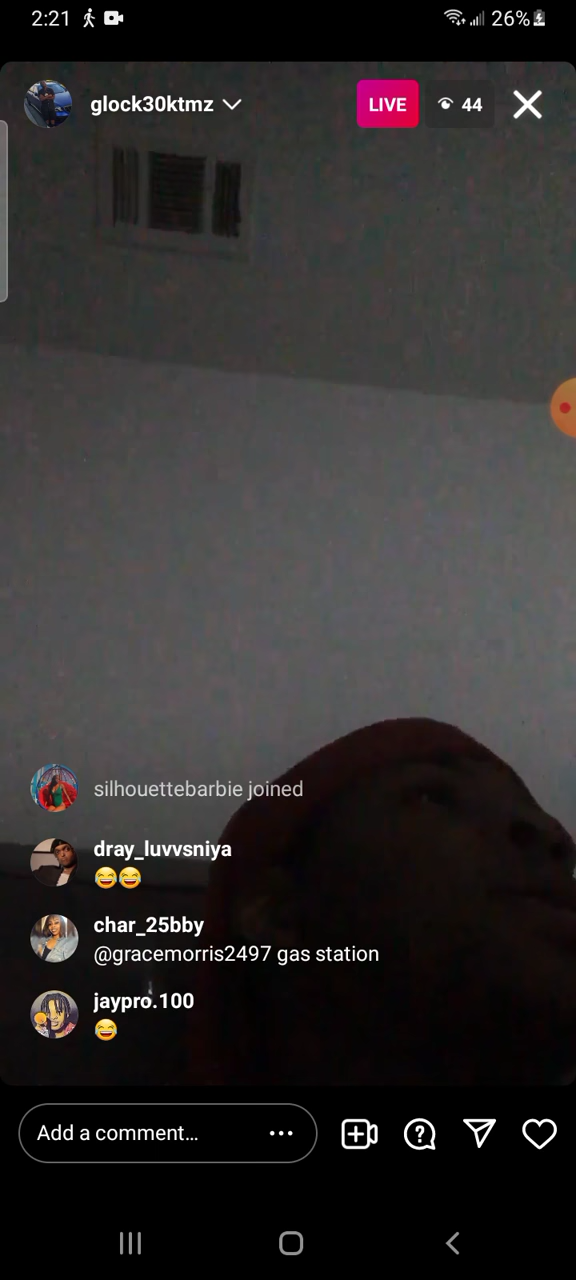 2:21
26%
glock30ktmz
LIVE
44
silhouettebarbie joined
dray_luvvsniya
😂😂
char_25bby
@gracemorris2497 gas station
jaypro.100
😂
Add a comment...